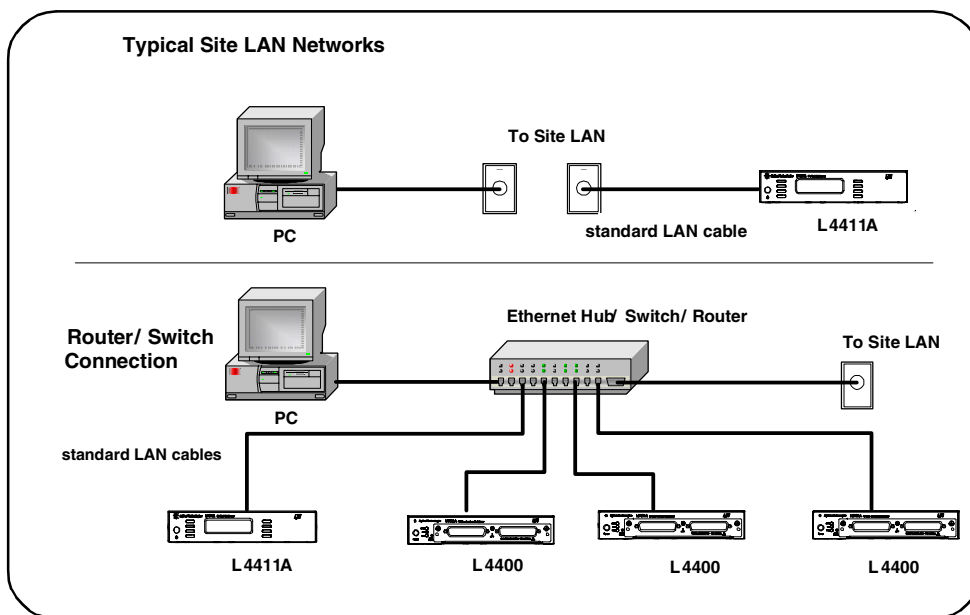 Typical Site LAN Networks
To Site LAN
PC
standard LAN cable
L4411A
Router/ Switch
Connection
Ethernet Hub/ Switch/ Router
To Site LAN
PC
standard LAN cables
L4411A
L4400
L4400
L4400